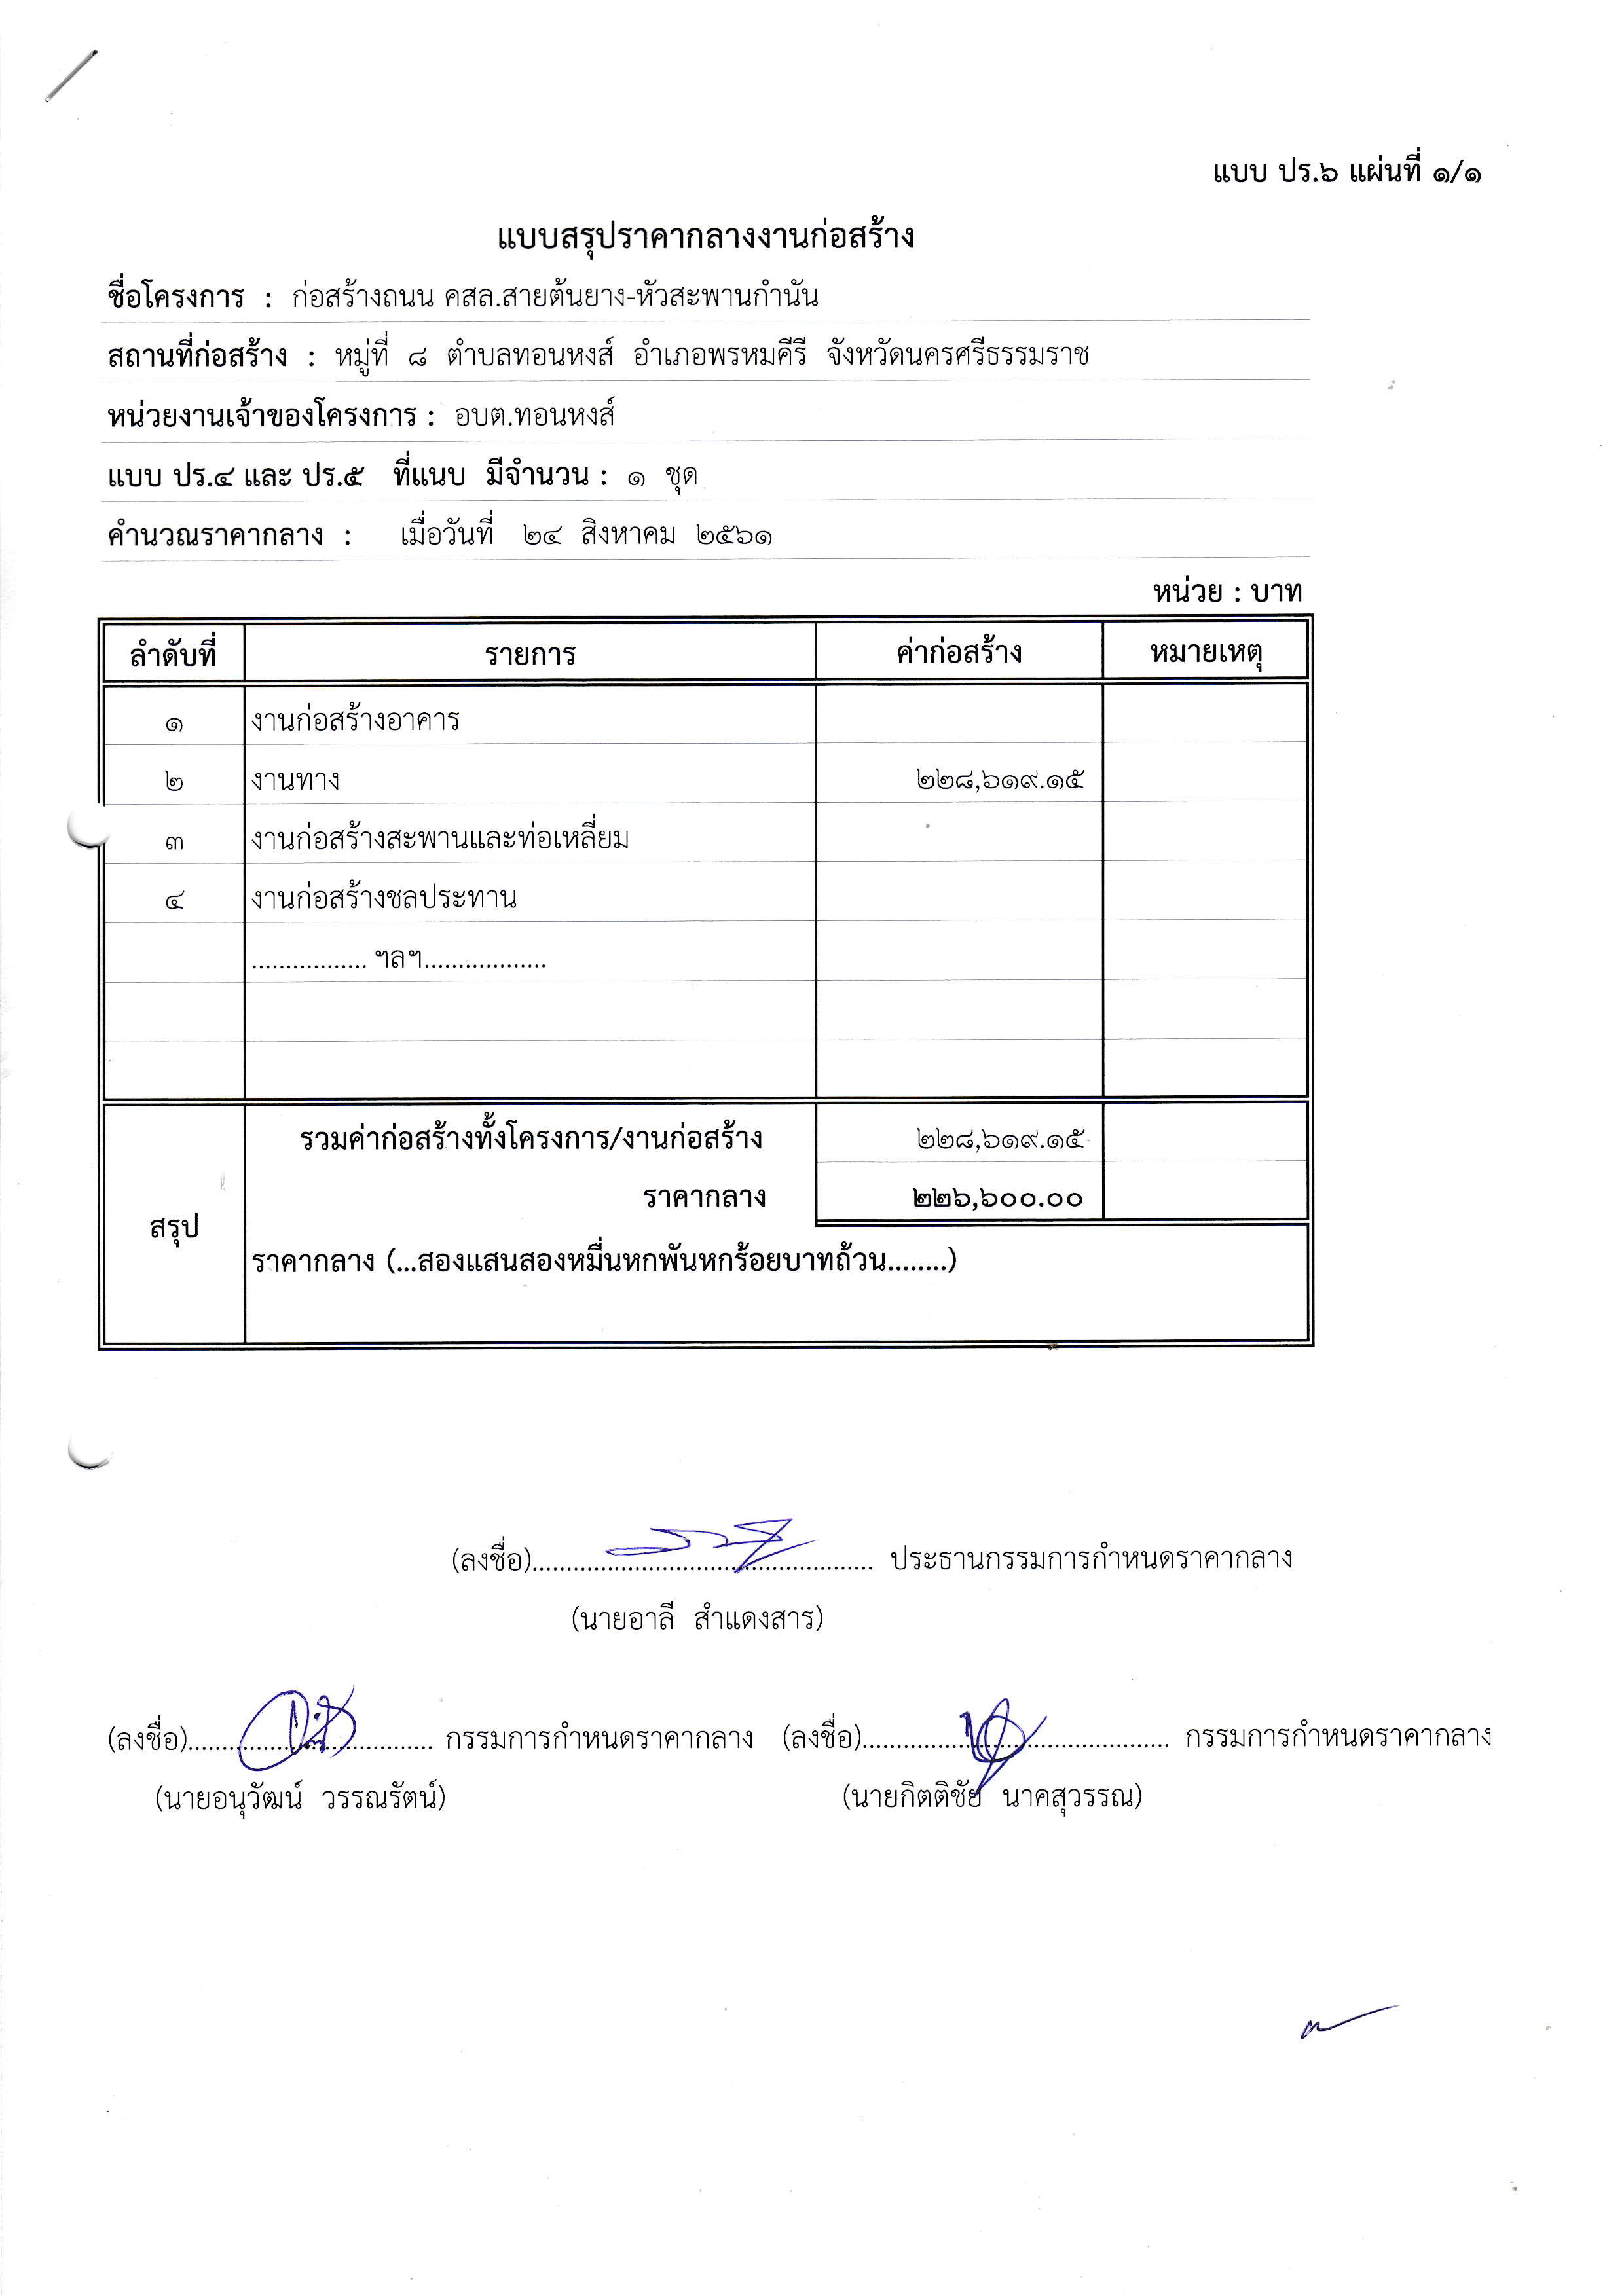 แบบ ปร.๖ แผ่นที่ ๑/๑
แบบสรุปราคากลางงานก่อสร้าง
ชื่อโครงการ : ก่อสร้างถนน คสล.สายต้นยาง-หัวสะพานกำนัน
สถานที่ก่อสร้าง : หมู่ที่ ๘ ตำบลทอนหงส์ อำเภอพรหมคีรี จังหวัดนครศรีธรรมราช
หน่วยงานเจ้าของโครงการ : อบต.ทอนหงส์
แบบ ปร.๔ และ ปร.๕ ที่แนบ มีจำนวน : ๑ ชุด
คำนวณราคากลาง : เมื่อวันที่ ๒๔ สิงหาคม ๒๕๖๑
หน่วย : บาท
ลำดับที่ รายการ ค่าก่อสร้าง หมายเหตุ
๑ งานก่อสร้างอาคาร
๒ งานทาง ๒๒๘,๖๑๙.๑๕
๓ งานก่อสร้างสะพานและท่อเหลี่ยม
๔ งานก่อสร้างชลประทาน
................. ฯลฯ..................
รวมค่าก่อสร้างทั้งโครงการ/งานก่อสร้าง ๒๒๘,๖๑๙.๑๕
ราคากลาง ๒๒๖,๖๐๐.๐๐
สรุป
ราคากลาง (...สองแสนสองหมื่นหกพันหกร้อยบาทถ้วน........)
(ลงชื่อ).................................................. ประธานกรรมการกำหนดราคากลาง
(นายอาลี สำแดงสาร)
(ลงชื่อ).................................... กรรมการกำหนดราคากลาง (ลงชื่อ)............................................. กรรมการกำหนดราคากลาง
(นายอนุวัฒน์ วรรณรัตน์) (นายกิตติชัย นาคสุวรรณ)